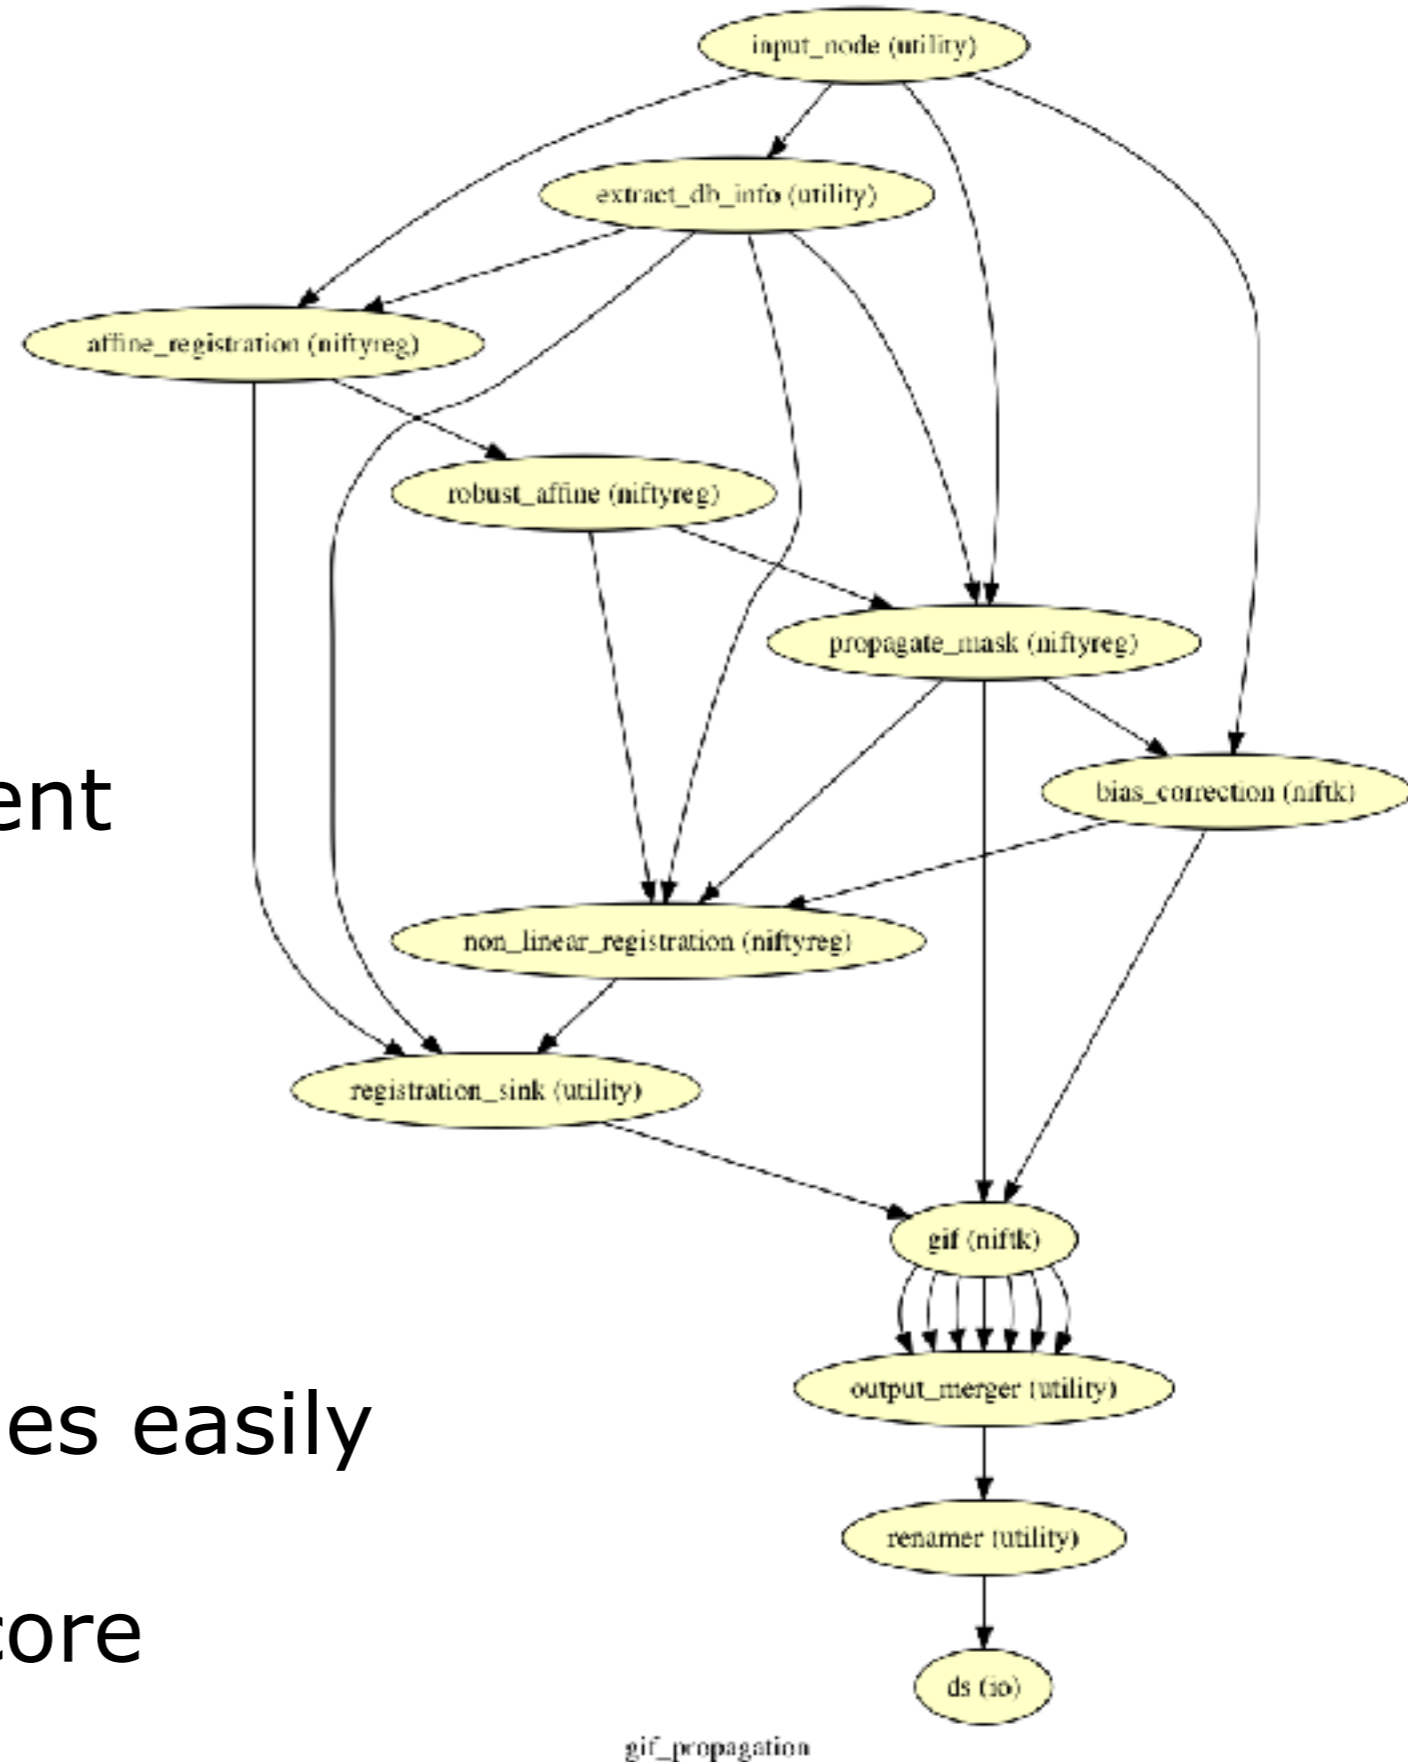 input_node (utility)
extract_db_info (utility)
affine_registration (niftyreg)
robust_affine (niftyreg)
propagate_mask (niftyreg)
ent
bias_correction (niftk)
non_linear_registration (niftyreg)
registration_sink (utility)
gif (niftk)
output_merger (utility)
es easily
renamer (utility)
core
ds (io)
gif_propagation